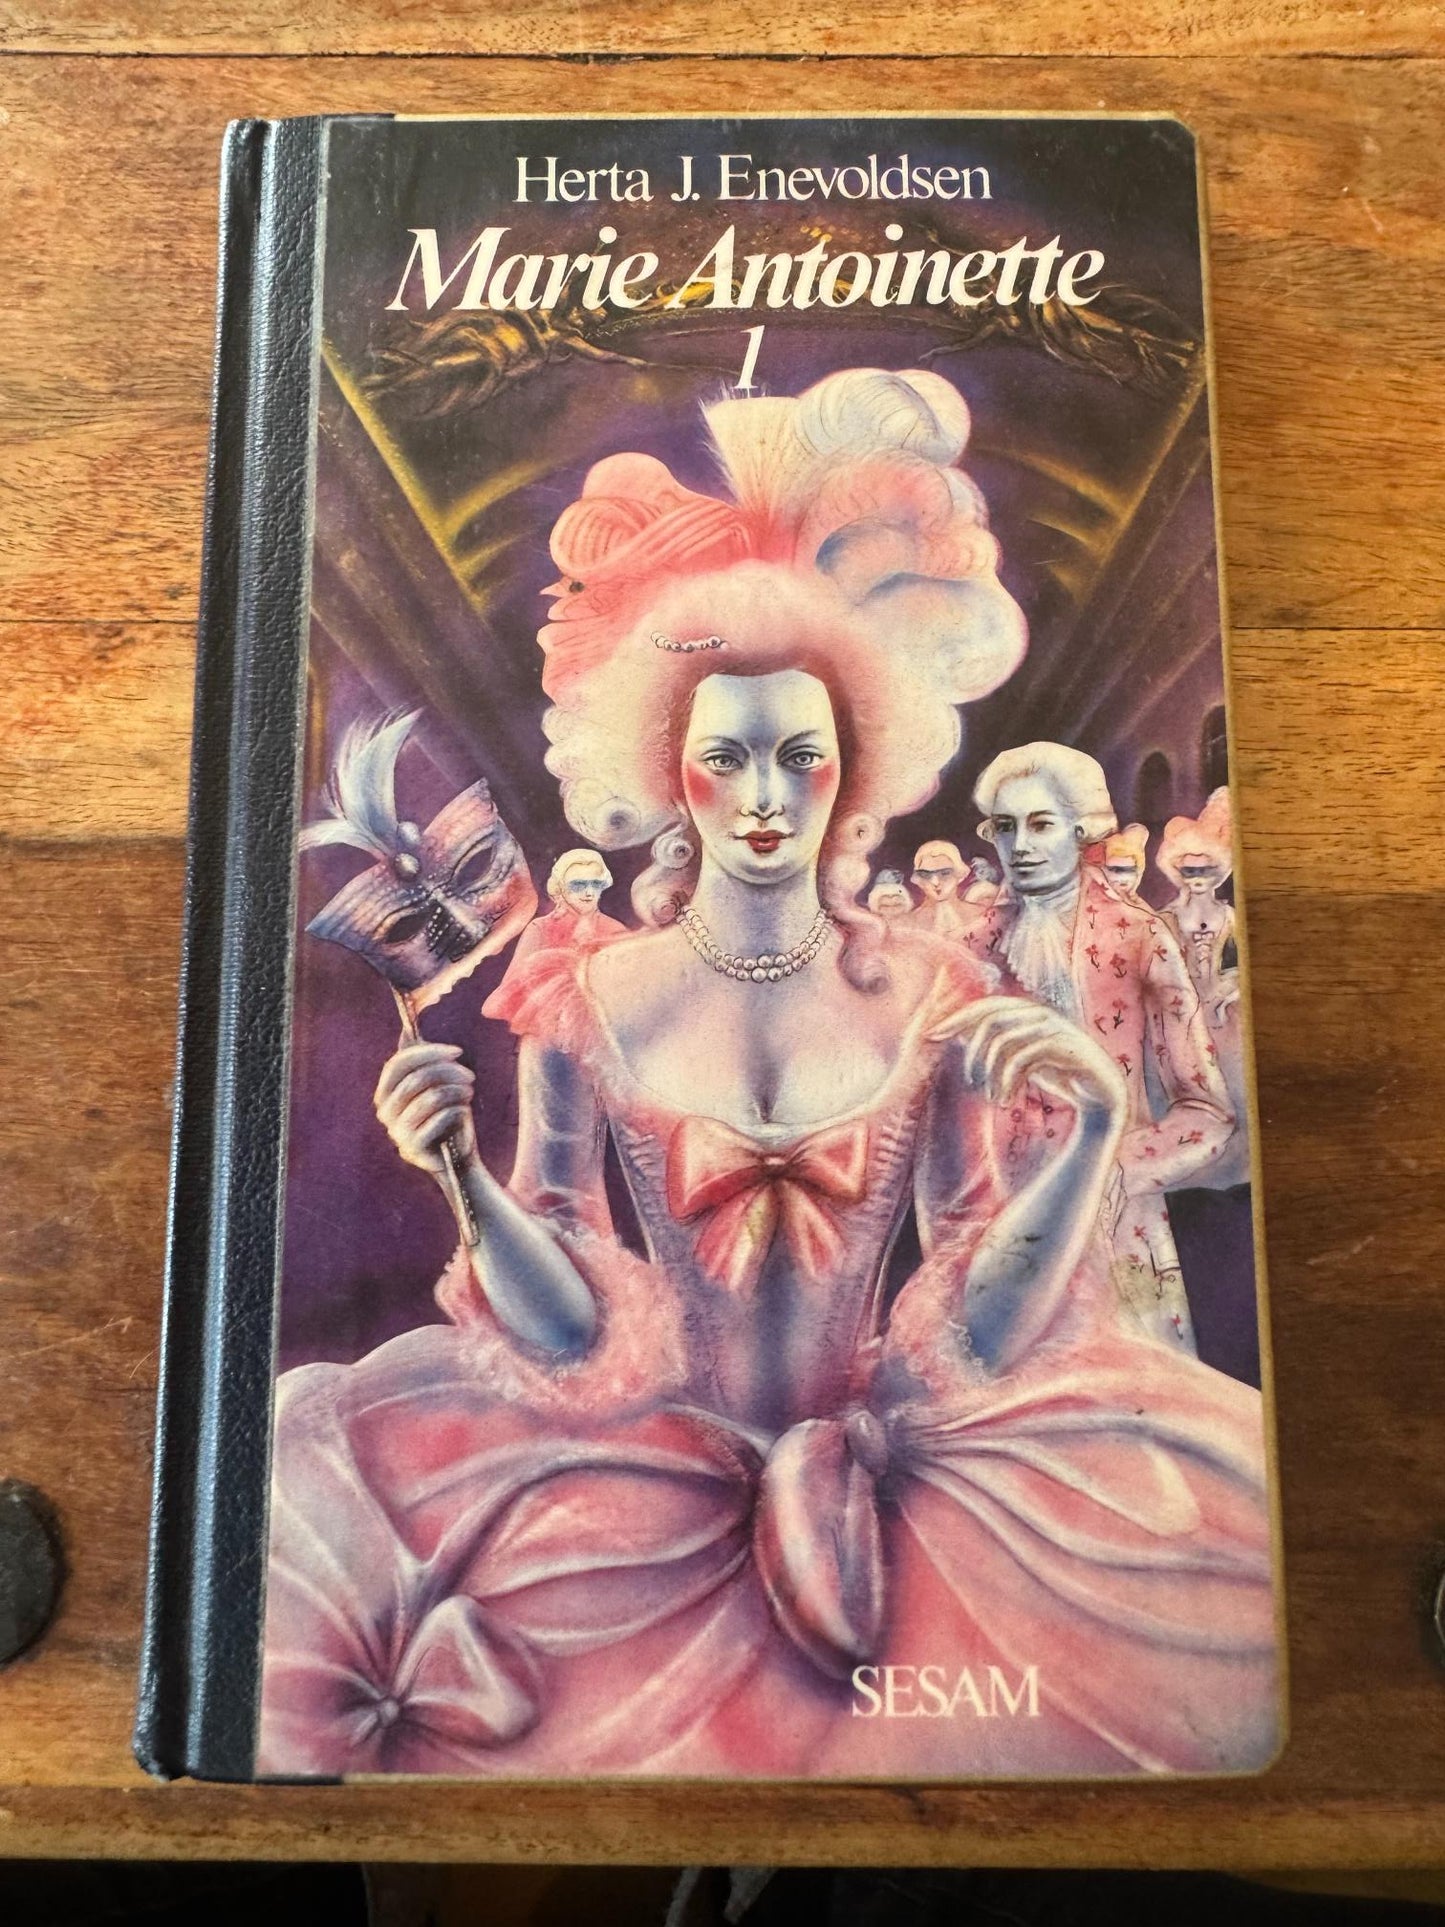 Herta J. Enevoldsen
Marie Antoinette
1
SESAM